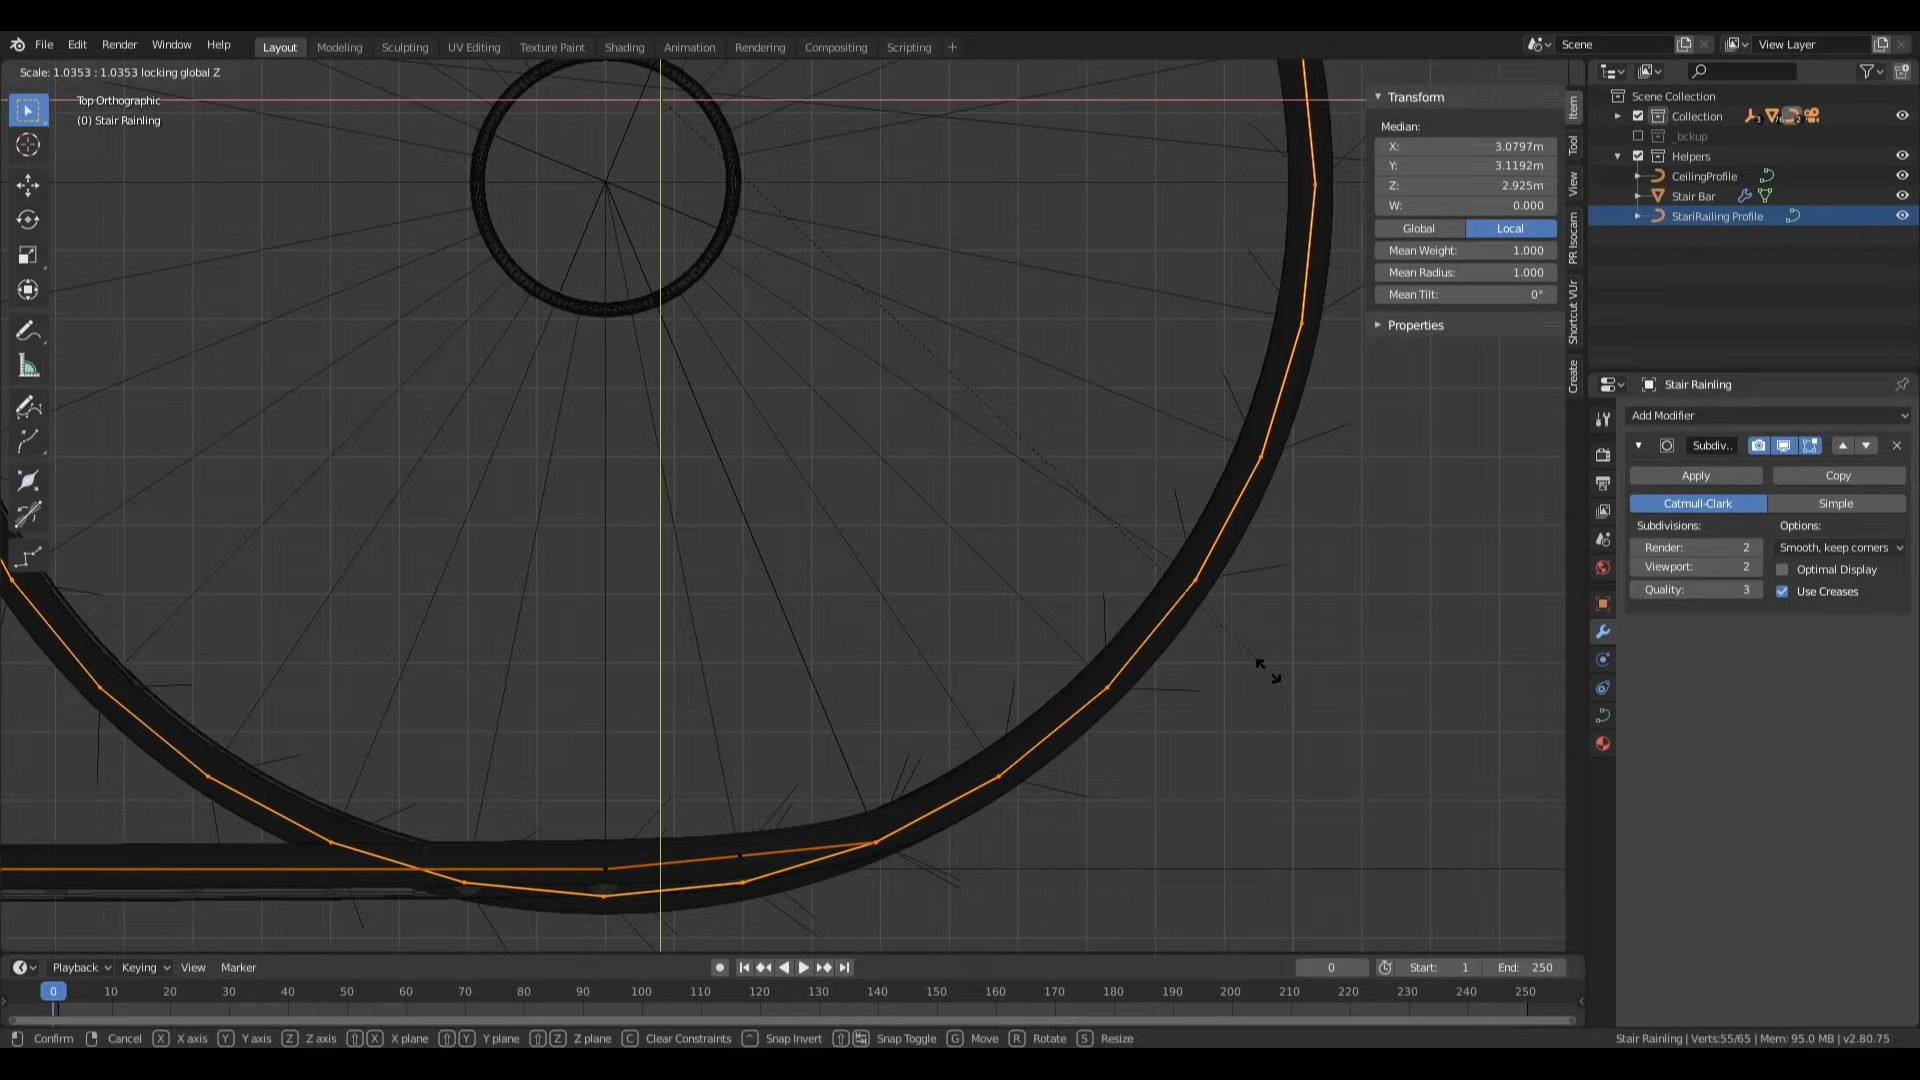 File Edit Render Window Help
Layout Modeling Sculpting UV Editing Texture Paint Shading Animation Rendering Compositing Scripting +
Scene
View Layer
Scale: 1.0353 : 1.0353 locking global Z
Top Orthographic
(0) Stair Rainling
Transform
Median:
X: 3.0797m
Y: 3.1192m
Z: 2.925m
W: 0.000
Global Local
Mean Weight: 1.000
Mean Radius: 1.000
Mean Tilt: 0°
Properties
Item
Tool
View
PR Isocam
Shortcut VUr
Create
Scene Collection
Collection
_bckup
Helpers
CeilingProfile
Stair Bar
StariRailing Profile
Stair Rainling
Add Modifier
Subdiv..
Apply Copy
Catmull-Clark Simple
Subdivisions: Options:
Render: 2 Smooth, keep corners
Viewport: 2 Optimal Display
Quality: 3 Use Creases
Playback Keying View Marker
0 Start: 1 End: 250
0 10 20 30 40 50 60 70 80 90 100 110 120 130 140 150 160 170 180 190 200 210 220 230 240 250
Confirm Cancel X X axis Y Y axis Z Z axis X X plane Y Y plane Z Z plane C Clear Constraints ^ Snap Invert Snap Toggle G Move R Rotate S Resize
Stair Rainling | Verts:55/65 | Mem: 95.0 MB | v2.80.75